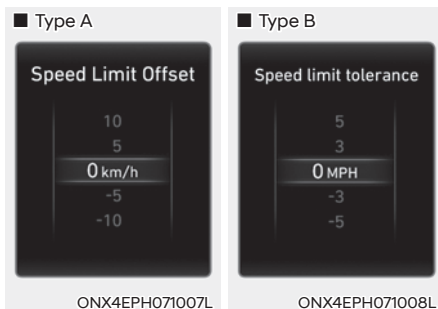 ■ Type A
Speed Limit Offset
10
5
0 km/h
-5
-10
ONX4EPH071007L
■ Type B
Speed limit tolerance
5
3
0 MPH
-3
-5
ONX4EPH071008L